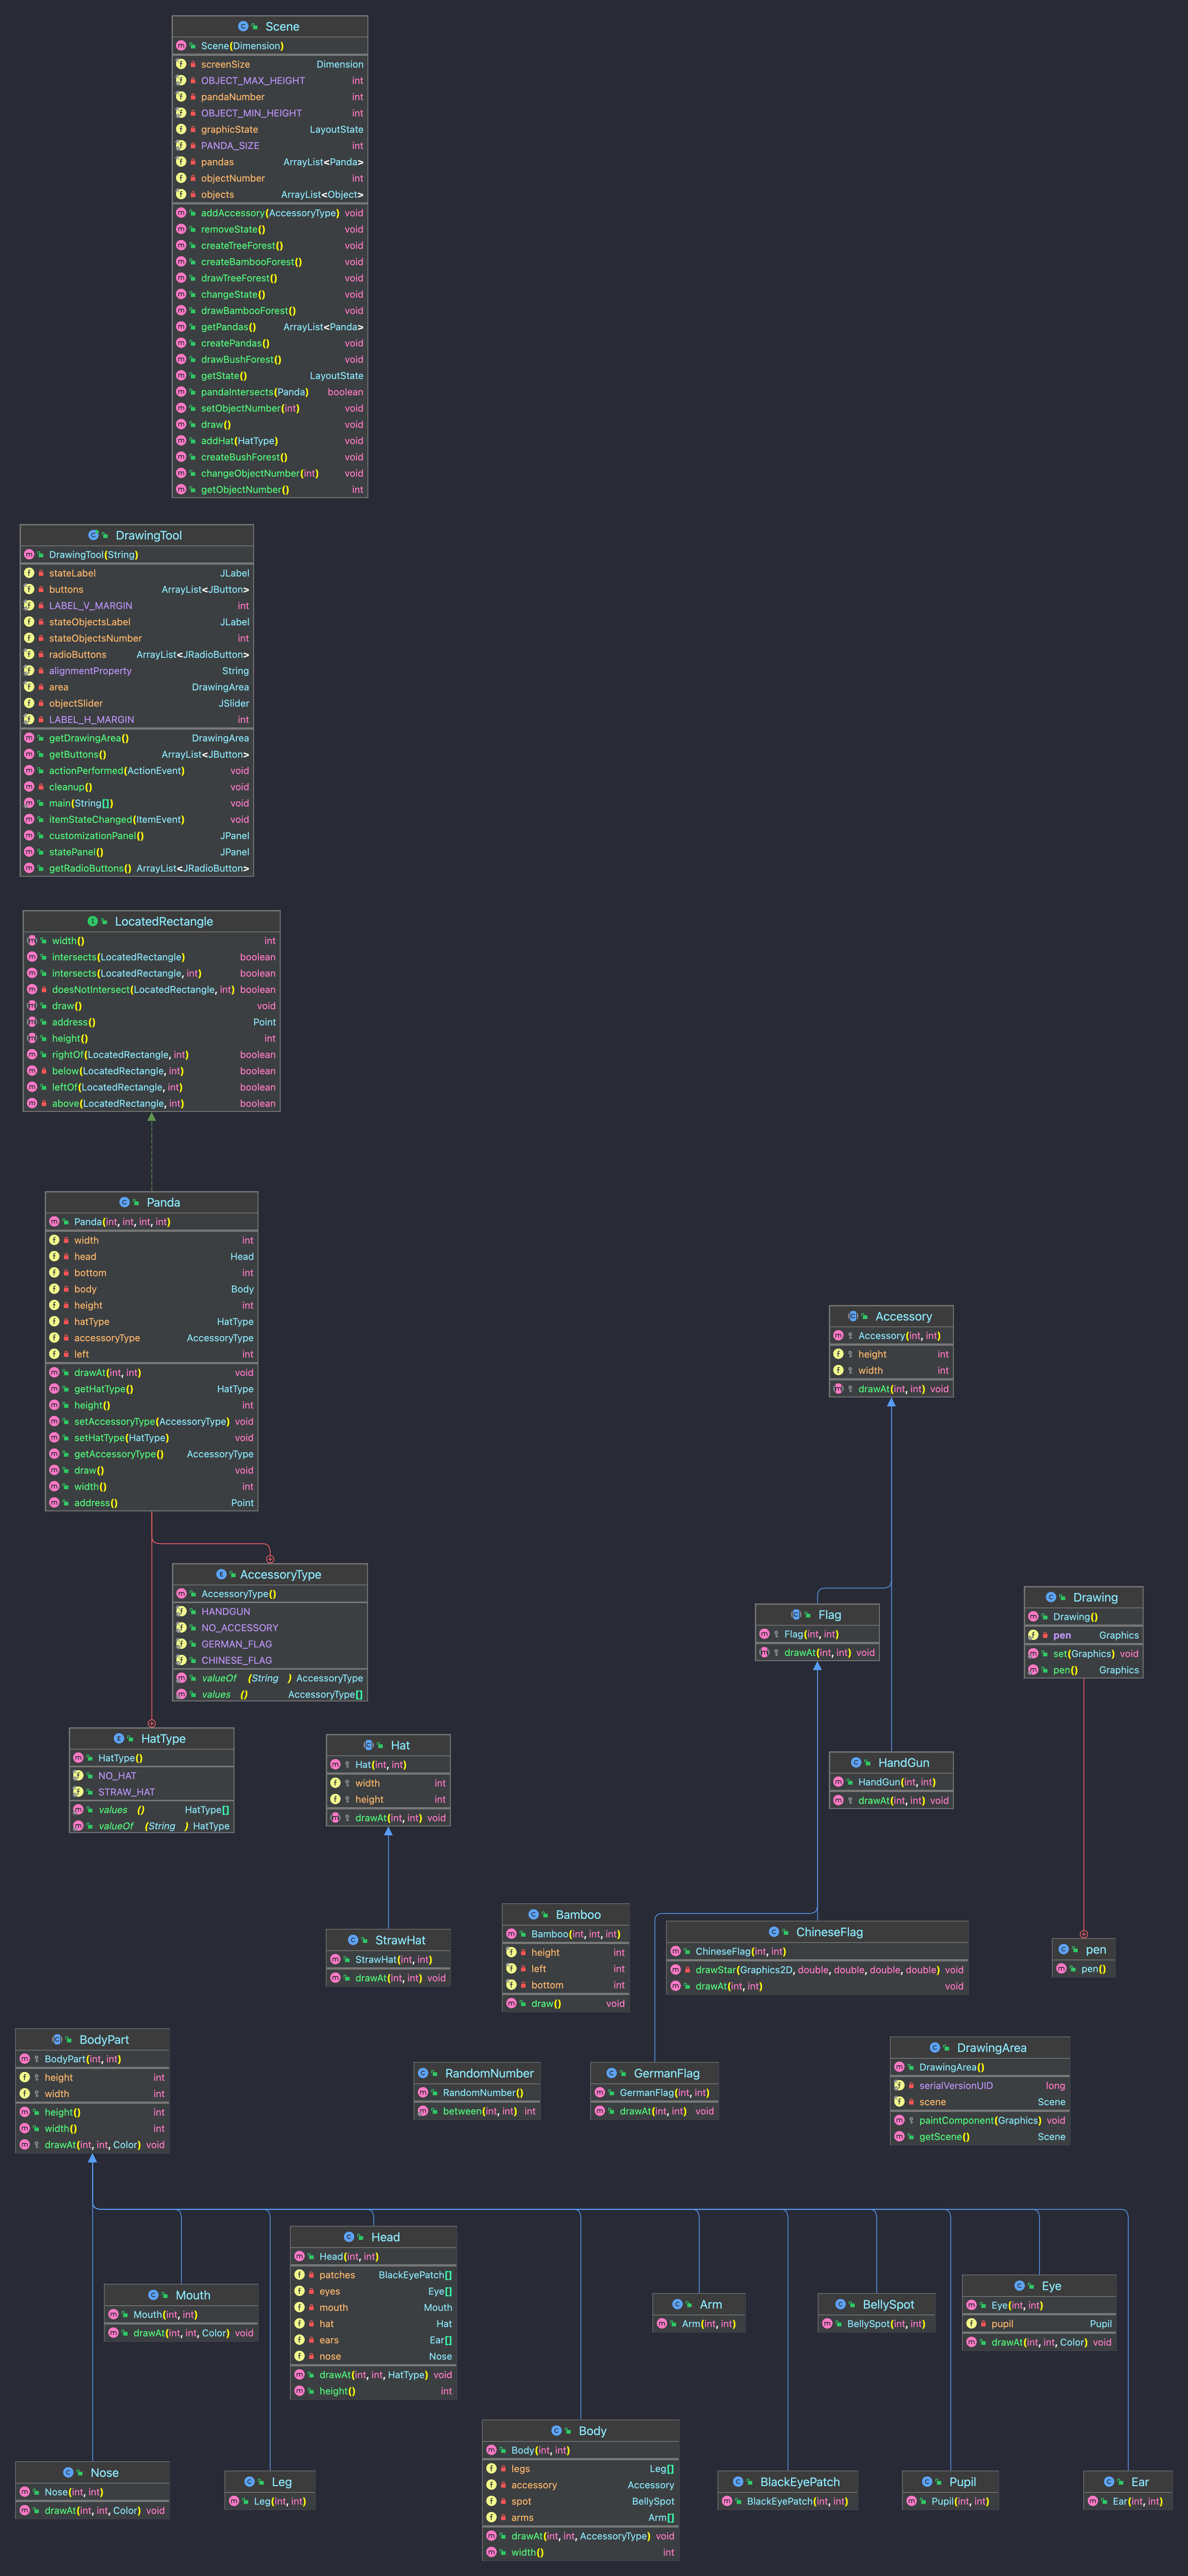 Scene
Scene(Dimension)
screenSize Dimension
OBJECT_MAX_HEIGHT int
pandaNumber int
OBJECT_MIN_HEIGHT int
graphicState LayoutState
PANDA_SIZE int
pandas ArrayList<Panda>
objectNumber int
objects ArrayList<Object>
addAccessory(AccessoryType) void
removeState() void
createTreeForest() void
createBambooForest() void
drawTreeForest() void
changeState() void
drawBambooForest() void
getPandas() ArrayList<Panda>
createPandas() void
drawBushForest() void
getState() LayoutState
pandaIntersects(Panda) boolean
setObjectNumber(int) void
draw() void
addHat(HatType) void
createBushForest() void
changeObjectNumber(int) void
getObjectNumber() int
DrawingTool
DrawingTool(String)
stateLabel JLabel
buttons ArrayList<JButton>
LABEL_V_MARGIN int
stateObjectsLabel JLabel
stateObjectsNumber int
radioButtons ArrayList<JRadioButton>
alignmentProperty String
area DrawingArea
objectSlider JSlider
LABEL_H_MARGIN int
getDrawingArea() DrawingArea
getButtons() ArrayList<JButton>
actionPerformed(ActionEvent) void
cleanup() void
main(String[]) void
itemStateChanged(ItemEvent) void
customizationPanel() JPanel
statePanel() JPanel
getRadioButtons() ArrayList<JRadioButton>
LocatedRectangle
width() int
intersects(LocatedRectangle) boolean
intersects(LocatedRectangle, int) boolean
doesNotIntersect(LocatedRectangle, int) boolean
draw() void
address() Point
height() int
rightOf(LocatedRectangle, int) boolean
below(LocatedRectangle, int) boolean
leftOf(LocatedRectangle, int) boolean
above(LocatedRectangle, int) boolean
Panda
Panda(int, int, int, int)
width int
head Head
bottom int
body Body
height int
hatType HatType
accessoryType AccessoryType
left int
drawAt(int, int) void
getHatType() HatType
height() int
setAccessoryType(AccessoryType) void
setHatType(HatType) void
getAccessoryType() AccessoryType
draw() void
width() int
address() Point
Accessory
Accessory(int, int)
height int
width int
drawAt(int, int) void
AccessoryType
AccessoryType()
HANDGUN
NO_ACCESSORY
GERMAN_FLAG
CHINESE_FLAG
valueOf (String ) AccessoryType
values () AccessoryType[]
Flag
Flag(int, int)
drawAt(int, int) void
Drawing
Drawing()
pen Graphics
set(Graphics) void
pen() Graphics
HatType
HatType()
NO_HAT
STRAW_HAT
values () HatType[]
valueOf (String ) HatType
Hat
Hat(int, int)
width int
height int
drawAt(int, int) void
HandGun
HandGun(int, int)
drawAt(int, int) void
StrawHat
StrawHat(int, int)
drawAt(int, int) void
Bamboo
Bamboo(int, int, int)
height int
left int
bottom int
draw() void
ChineseFlag
ChineseFlag(int, int)
drawStar(Graphics2D, double, double, double, double) void
drawAt(int, int) void
pen
pen()
BodyPart
BodyPart(int, int)
height int
width int
height() int
width() int
drawAt(int, int, Color) void
RandomNumber
RandomNumber()
between(int, int) int
GermanFlag
GermanFlag(int, int)
drawAt(int, int) void
DrawingArea
DrawingArea()
serialVersionUID long
scene Scene
paintComponent(Graphics) void
getScene() Scene
Mouth
Mouth(int, int)
drawAt(int, int, Color) void
Head
Head(int, int)
patches BlackEyePatch[]
eyes Eye[]
mouth Mouth
hat Hat
ears Ear[]
nose Nose
drawAt(int, int, HatType) void
height() int
Arm
Arm(int, int)
BellySpot
BellySpot(int, int)
Eye
Eye(int, int)
pupil Pupil
drawAt(int, int, Color) void
Nose
Nose(int, int)
drawAt(int, int, Color) void
Leg
Leg(int, int)
Body
Body(int, int)
legs Leg[]
accessory Accessory
spot BellySpot
arms Arm[]
drawAt(int, int, AccessoryType) void
width() int
BlackEyePatch
BlackEyePatch(int, int)
Pupil
Pupil(int, int)
Ear
Ear(int, int)